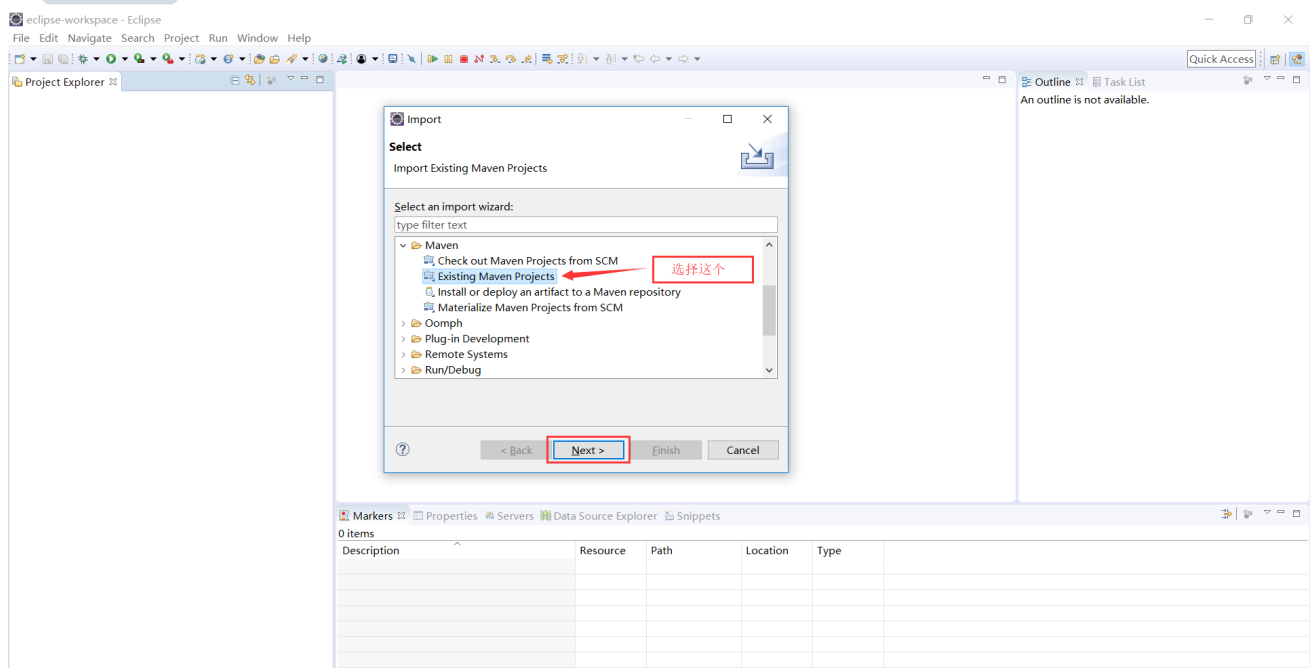 eclipse-workspace - Eclipse
File Edit Navigate Search Project Run Window Help
Quick Access
Project Explorer
Outline Task List
An outline is not available.
Import
Select
Import Existing Maven Projects
Select an import wizard:
type filter text
Maven
Check out Maven Projects from SCM
Existing Maven Projects
选择这个
Install or deploy an artifact to a Maven repository
Materialize Maven Projects from SCM
Oomph
Plug-in Development
Remote Systems
Run/Debug
< Back Next > Finish Cancel
Markers Properties Servers Data Source Explorer Snippets
0 items
Description Resource Path Location Type